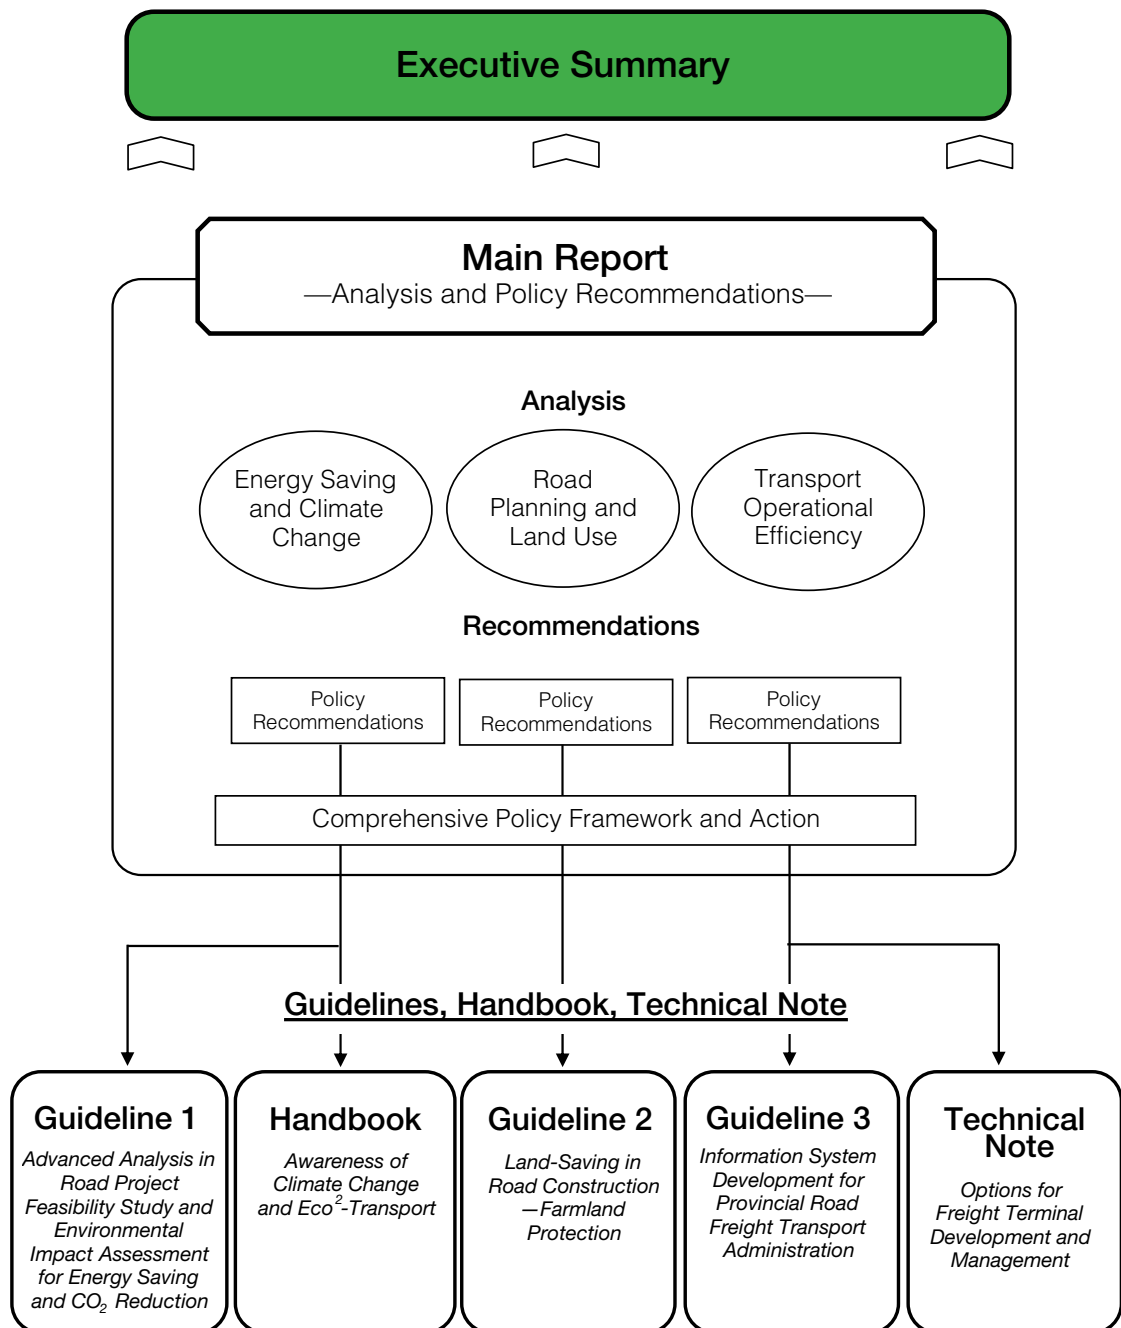 Executive Summary
Main Report
—Analysis and Policy Recommendations—
Analysis
Energy Saving
and Climate
Change
Road
Planning and
Land Use
Transport
Operational
Efficiency
Recommendations
Policy
Recommendations
Policy
Recommendations
Policy
Recommendations
Comprehensive Policy Framework and Action
Guidelines, Handbook, Technical Note
Guideline 1
Advanced Analysis in
Road Project
Feasibility Study and
Environmental
Impact Assessment
for Energy Saving
and CO₂ Reduction
Handbook
Awareness of
Climate Change
and Eco²-Transport
Guideline 2
Land-Saving in
Road Construction
—Farmland
Protection
Guideline 3
Information System
Development for
Provincial Road
Freight Transport
Administration
Technical
Note
Options for
Freight Terminal
Development and
Management